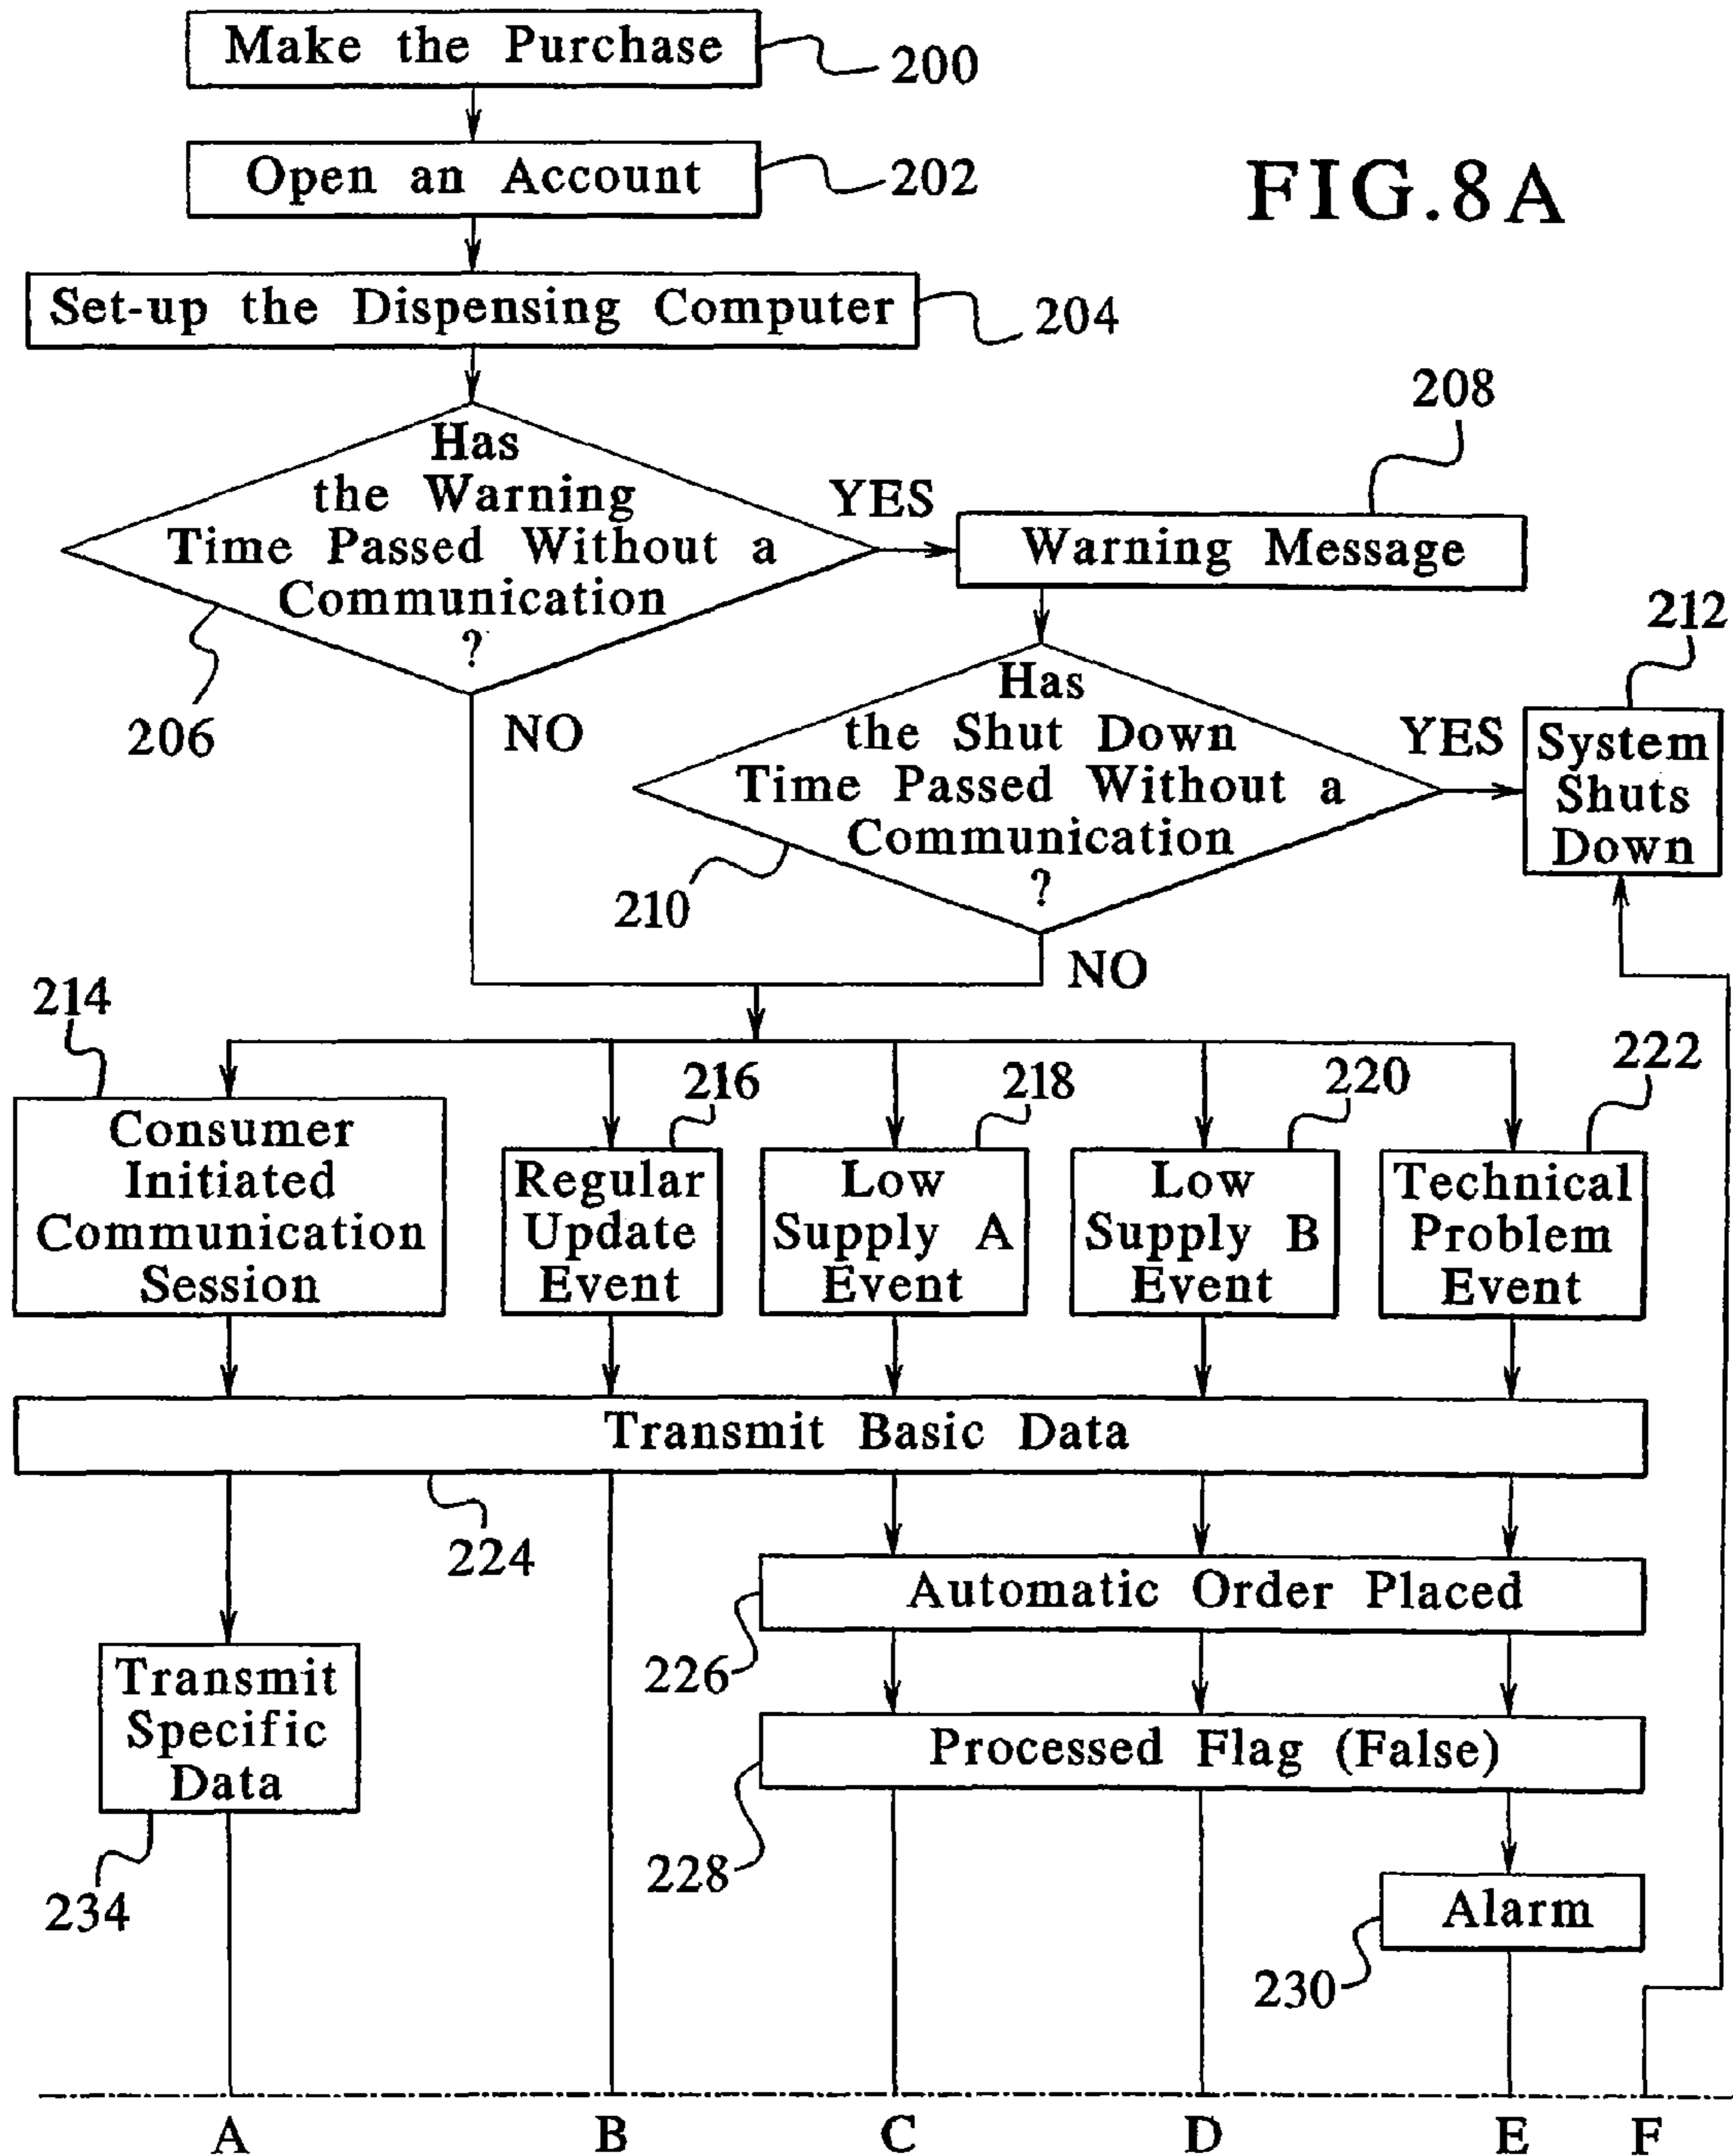 Make the Purchase
200
Open an Account
202
FIG.8A
Set-up the Dispensing Computer
204
208
Has
the Warning
Time Passed Without a
Communication
?
YES
Warning Message
206
NO
212
Has
the Shut Down
Time Passed Without a
Communication
?
YES
System
Shuts
Down
210
NO
214
216
218
220
222
Consumer
Initiated
Communication
Session
Regular
Update
Event
Low
Supply A
Event
Low
Supply B
Event
Technical
Problem
Event
Transmit Basic Data
224
Automatic Order Placed
226
Transmit
Specific
Data
234
Processed Flag (False)
228
Alarm
230
A B C D E F